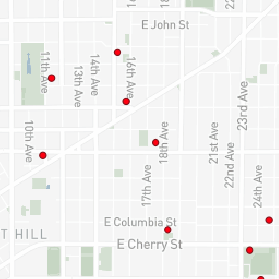 E John St
11th Ave
13th Ave
14th Ave
16th Ave
10th Ave
17th Ave
18th Ave
21st Ave
22nd Ave
23rd Ave
24th Ave
E Columbia St
T HILL
E Cherry St